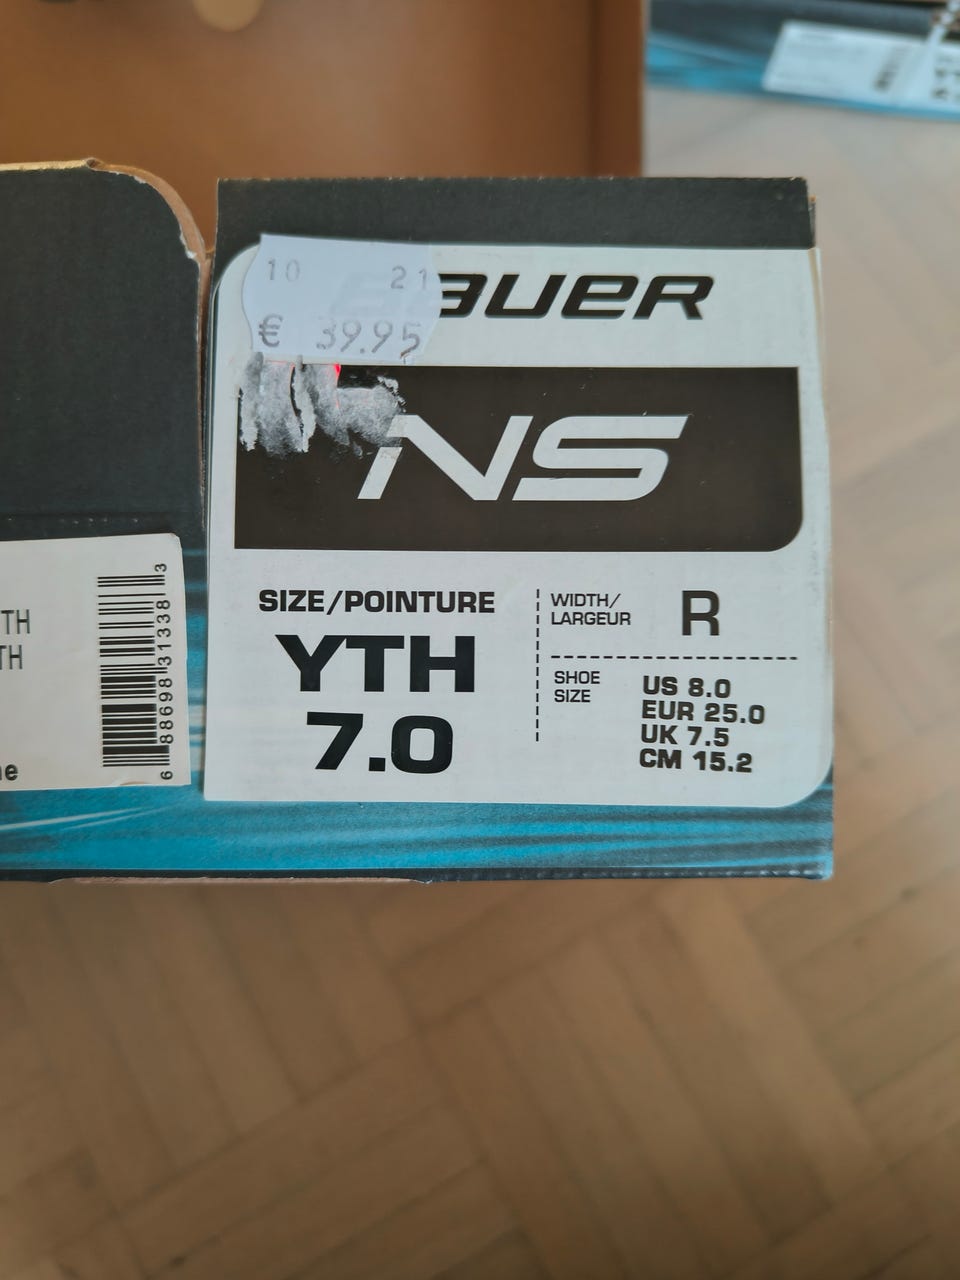 10 21
€ 39.95
BAUER
NS
SIZE/POINTURE
YTH
7.0
WIDTH/
LARGEUR
R
SHOE
SIZE
US 8.0
EUR 25.0
UK 7.5
CM 15.2
TH
TH
6 88698 31338 3